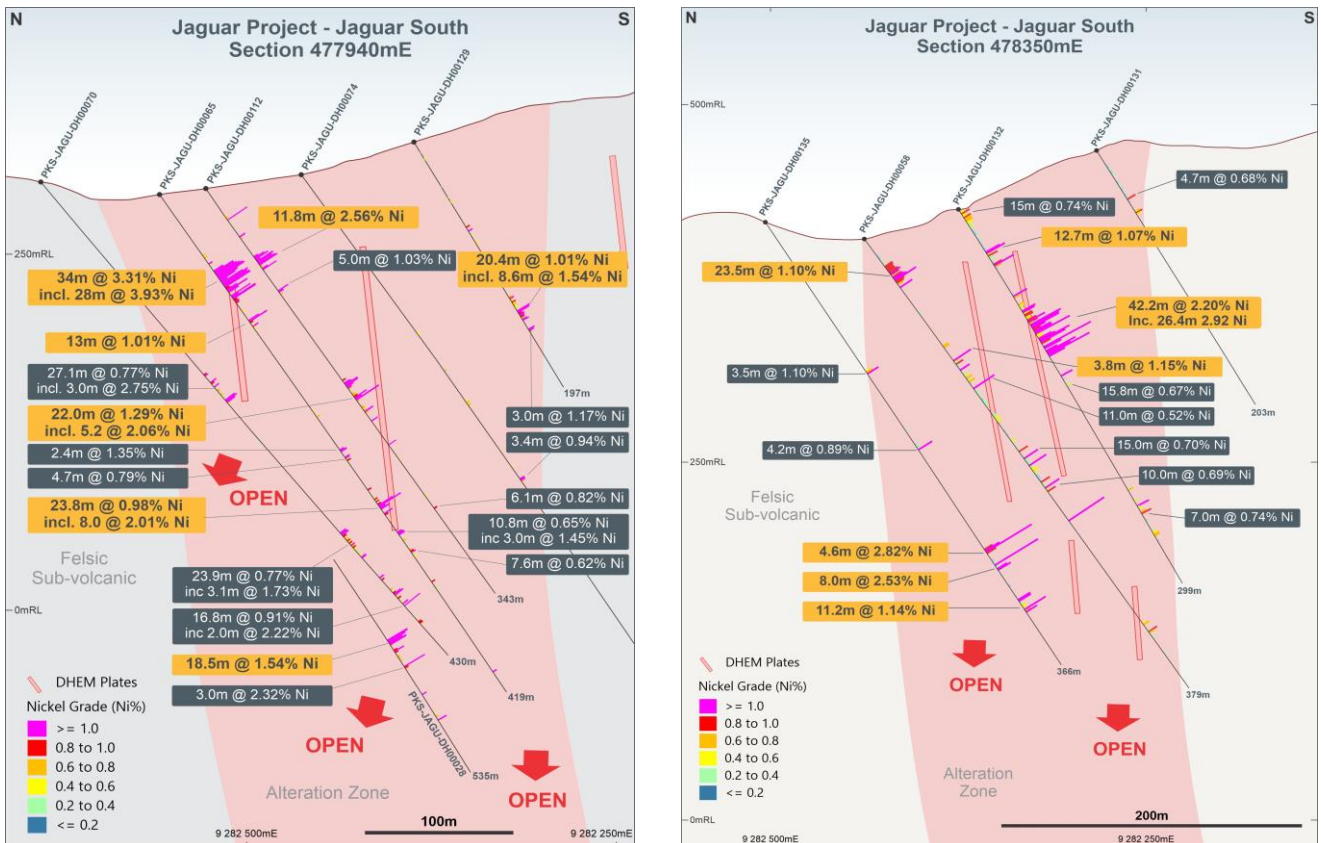 N
S
Jaguar Project - Jaguar South
Section 477940mE
PKS-JAGU-DH00070
PKS-JAGU-DH00065
PKS-JAGU-DH00112
PKS-JAGU-DH00074
PKS-JAGU-DH00129
250mRL
11.8m @ 2.56% Ni
5.0m @ 1.03% Ni
20.4m @ 1.01% Ni
incl. 8.6m @ 1.54% Ni
34m @ 3.31% Ni
incl. 28m @ 3.93% Ni
13m @ 1.01% Ni
27.1m @ 0.77% Ni
incl. 3.0m @ 2.75% Ni
22.0m @ 1.29% Ni
incl. 5.2 @ 2.06% Ni
2.4m @ 1.35% Ni
4.7m @ 0.79% Ni
OPEN
23.8m @ 0.98% Ni
incl. 8.0 @ 2.01% Ni
197m
3.0m @ 1.17% Ni
3.4m @ 0.94% Ni
6.1m @ 0.82% Ni
10.8m @ 0.65% Ni
inc 3.0m @ 1.45% Ni
7.6m @ 0.62% Ni
Felsic
Sub-volcanic
23.9m @ 0.77% Ni
inc 3.1m @ 1.73% Ni
343m
0mRL
16.8m @ 0.91% Ni
inc 2.0m @ 2.22% Ni
18.5m @ 1.54% Ni
3.0m @ 2.32% Ni
430m
419m
PKS-JAGU-DH00028
535m
OPEN
OPEN
Alteration Zone
DHEM Plates
Nickel Grade (Ni%)
>= 1.0
0.8 to 1.0
0.6 to 0.8
0.4 to 0.6
0.2 to 0.4
<= 0.2
100m
9 282 500mE
9 282 250mE
N
S
Jaguar Project - Jaguar South
Section 478350mE
500mRL
PKS-JAGU-DH00135
PKS-JAGU-DH00058
PKS-JAGU-DH00132
PKS-JAGU-DH00131
4.7m @ 0.68% Ni
15m @ 0.74% Ni
12.7m @ 1.07% Ni
23.5m @ 1.10% Ni
42.2m @ 2.20% Ni
Inc. 26.4m 2.92 Ni
3.8m @ 1.15% Ni
3.5m @ 1.10% Ni
15.8m @ 0.67% Ni
11.0m @ 0.52% Ni
203m
4.2m @ 0.89% Ni
15.0m @ 0.70% Ni
250mRL
10.0m @ 0.69% Ni
7.0m @ 0.74% Ni
Felsic
Sub-volcanic
4.6m @ 2.82% Ni
8.0m @ 2.53% Ni
11.2m @ 1.14% Ni
299m
366m
379m
OPEN
OPEN
Alteration
Zone
DHEM Plates
Nickel Grade (Ni%)
>= 1.0
0.8 to 1.0
0.6 to 0.8
0.4 to 0.6
0.2 to 0.4
<= 0.2
200m
0mRL
9 282 500mE
9 282 250mE